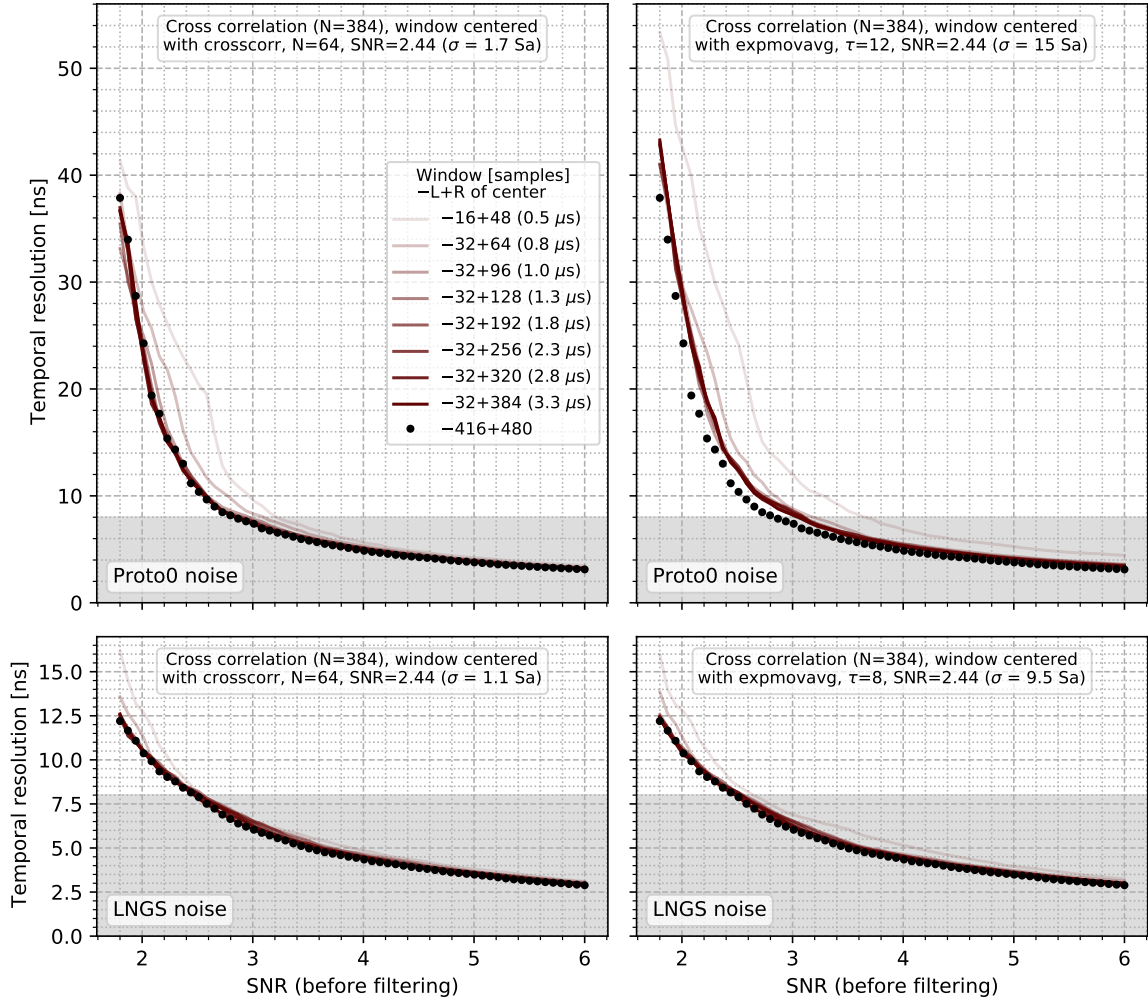 Cross correlation (N=384), window centered
with crosscorr, N=64, SNR=2.44 (σ = 1.7 Sa)
Cross correlation (N=384), window centered
with expmovavg, τ=12, SNR=2.44 (σ = 15 Sa)
50
40
30
20
10
0
Temporal resolution [ns]
Window [samples]
−L+R of center
−16+48 (0.5 μs)
−32+64 (0.8 μs)
−32+96 (1.0 μs)
−32+128 (1.3 μs)
−32+192 (1.8 μs)
−32+256 (2.3 μs)
−32+320 (2.8 μs)
−32+384 (3.3 μs)
−416+480
Proto0 noise
Proto0 noise
Cross correlation (N=384), window centered
with crosscorr, N=64, SNR=2.44 (σ = 1.1 Sa)
Cross correlation (N=384), window centered
with expmovavg, τ=8, SNR=2.44 (σ = 9.5 Sa)
15.0
12.5
10.0
7.5
5.0
2.5
0.0
Temporal resolution [ns]
LNGS noise
LNGS noise
2 3 4 5 6
2 3 4 5 6
SNR (before filtering)
SNR (before filtering)